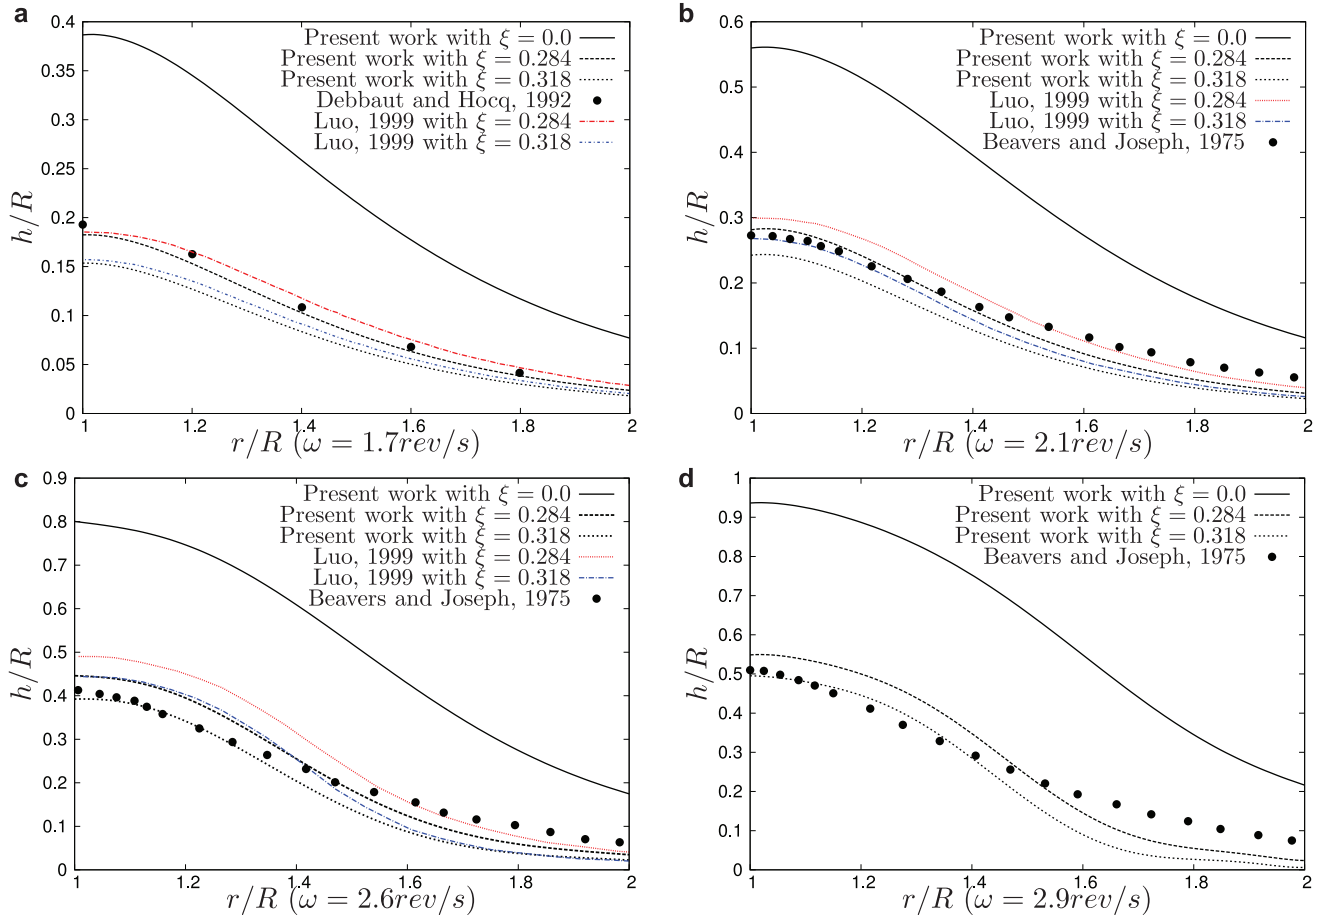 a
0.4
0.35
0.3
0.25
0.2
0.15
0.1
0.05
0
h/R
Present work with ξ = 0.0
Present work with ξ = 0.284
Present work with ξ = 0.318
Debbaut and Hocq, 1992
Luo, 1999 with ξ = 0.284
Luo, 1999 with ξ = 0.318
1 1.2 1.4 1.6 1.8 2
r/R (ω = 1.7rev/s)
b
0.6
0.5
0.4
0.3
0.2
0.1
0
h/R
Present work with ξ = 0.0
Present work with ξ = 0.284
Present work with ξ = 0.318
Luo, 1999 with ξ = 0.284
Luo, 1999 with ξ = 0.318
Beavers and Joseph, 1975
1 1.2 1.4 1.6 1.8 2
r/R (ω = 2.1rev/s)
c
0.9
0.8
0.7
0.6
0.5
0.4
0.3
0.2
0.1
0
h/R
Present work with ξ = 0.0
Present work with ξ = 0.284
Present work with ξ = 0.318
Luo, 1999 with ξ = 0.284
Luo, 1999 with ξ = 0.318
Beavers and Joseph, 1975
1 1.2 1.4 1.6 1.8 2
r/R (ω = 2.6rev/s)
d
1
0.9
0.8
0.7
0.6
0.5
0.4
0.3
0.2
0.1
0
h/R
Present work with ξ = 0.0
Present work with ξ = 0.284
Present work with ξ = 0.318
Beavers and Joseph, 1975
1 1.2 1.4 1.6 1.8 2
r/R (ω = 2.9rev/s)